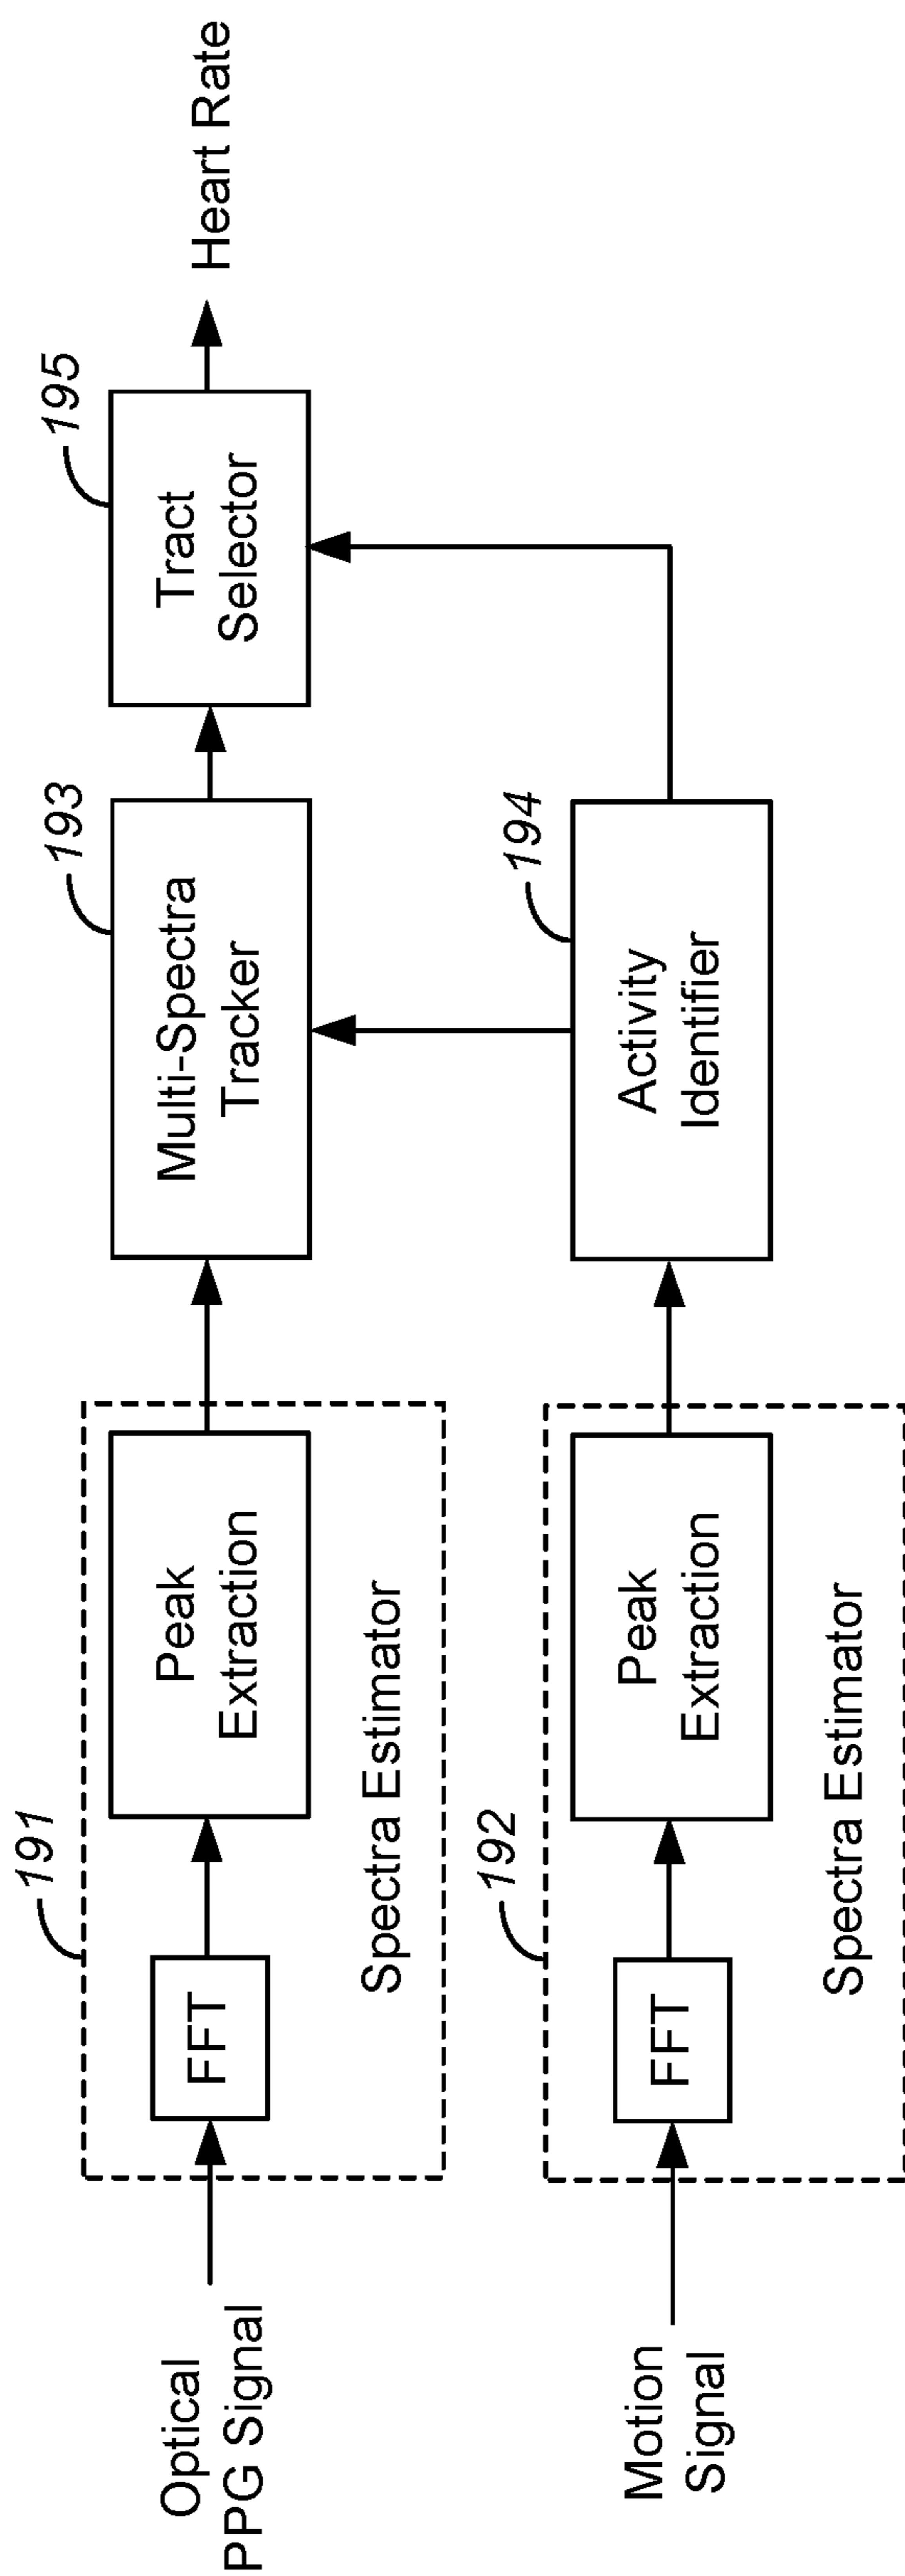 Optical
PPG Signal
191
FFT
Peak
Extraction
Spectra Estimator
193
Multi-Spectra
Tracker
195
Tract
Selector
Heart Rate
Motion
Signal
192
FFT
Peak
Extraction
Spectra Estimator
194
Activity
Identifier